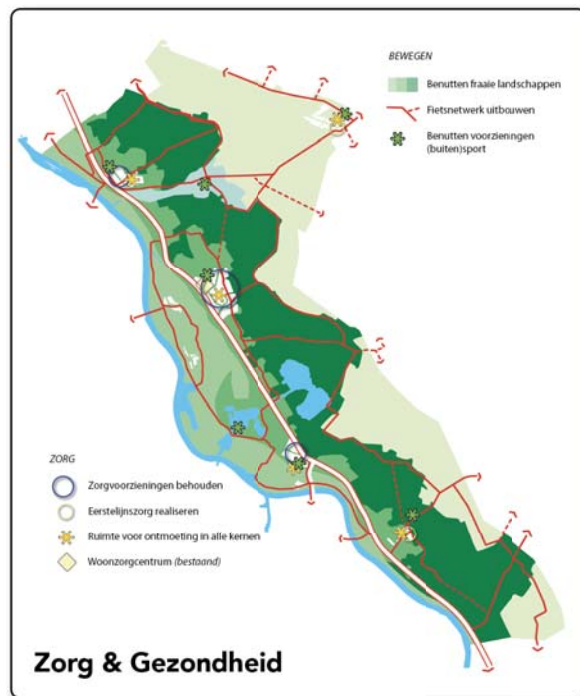 BEWEGEN
Benutten fraaie landschappen
Fietsnetwerk uitbouwen
Benutten voorzienngen
(buiten)sport
ZORG
Zorgvoorzieningen behouden
Eerstelijnszorg realiseren
Ruimte voor ontmoeting in alle kernen
Woonzorgcentrum (bestaand)
Zorg & Gezondheid